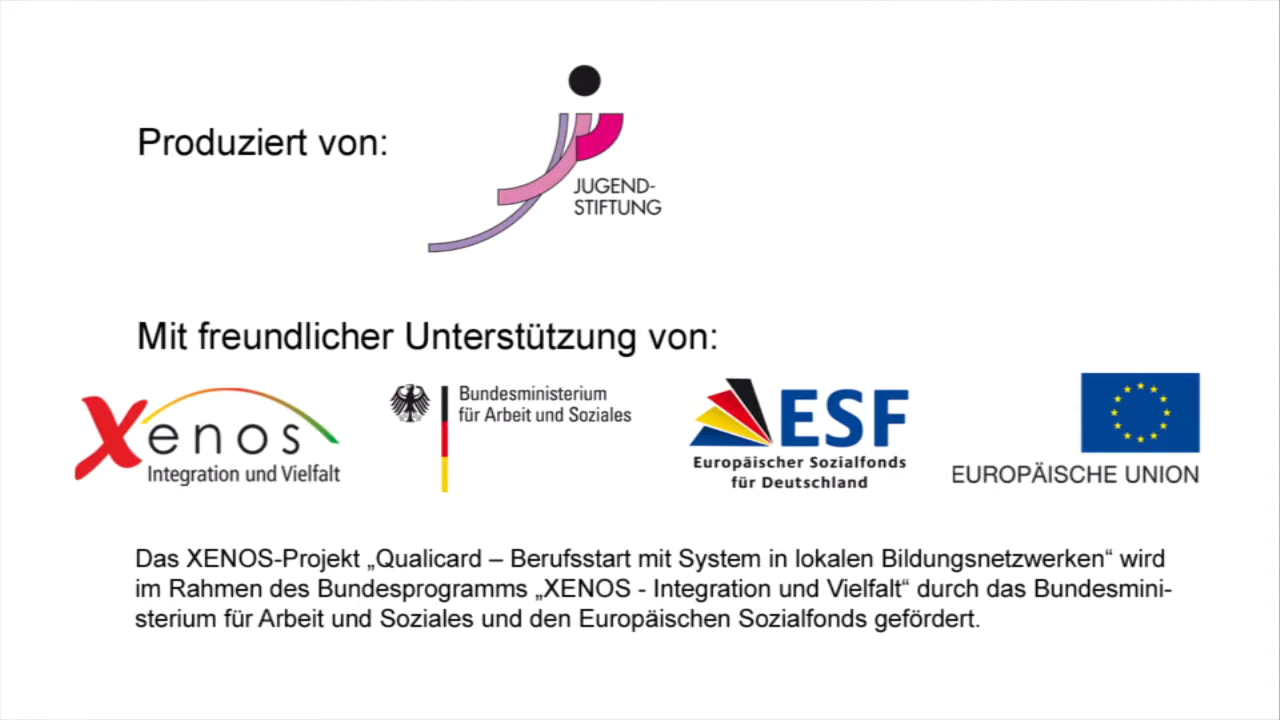 Produziert von:
JUGEND-
STIFTUNG
Mit freundlicher Unterstützung von:
Xenos
Integration und Vielfalt
Bundesministerium
für Arbeit und Soziales
ESF
Europäischer Sozialfonds
für Deutschland
EUROPÄISCHE UNION
Das XENOS-Projekt „Qualicard – Berufsstart mit System in lokalen Bildungsnetzwerken“ wird
im Rahmen des Bundesprogramms „XENOS - Integration und Vielfalt“ durch das Bundesmini-
sterium für Arbeit und Soziales und den Europäischen Sozialfonds gefördert.